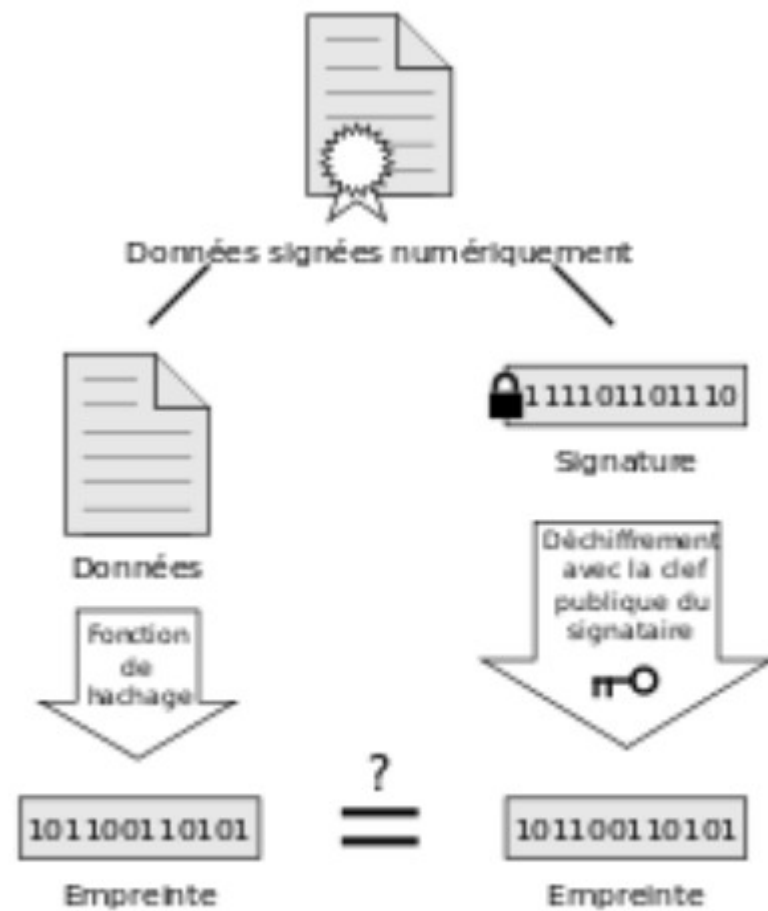 Données signées numériquement
111101101110
Signature
Données
Déchiffrement
avec la clef
publique du
signataire
Fonction
de
hachage
?
101100110101
=
101100110101
Empreinte
Empreinte